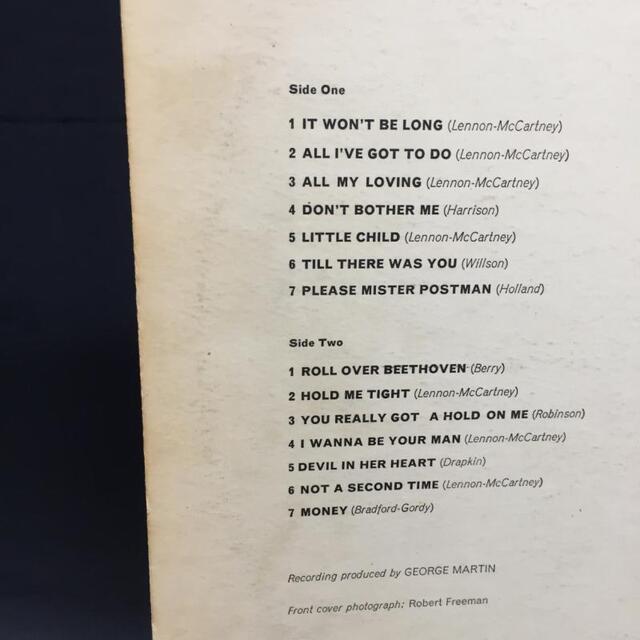 Side One
1 IT WON'T BE LONG (Lennon-McCartney)
2 ALL I'VE GOT TO DO (Lennon-McCartney)
3 ALL MY LOVING (Lennon-McCartney)
4 DON'T BOTHER ME (Harrison)
5 LITTLE CHILD (Lennon-McCartney)
6 TILL THERE WAS YOU (Willson)
7 PLEASE MISTER POSTMAN (Holland)
Side Two
1 ROLL OVER BEETHOVEN (Berry)
2 HOLD ME TIGHT (Lennon-McCartney)
3 YOU REALLY GOT A HOLD ON ME (Robinson)
4 I WANNA BE YOUR MAN (Lennon-McCartney)
5 DEVIL IN HER HEART (Drapkin)
6 NOT A SECOND TIME (Lennon-McCartney)
7 MONEY (Bradford-Gordy)
Recording produced by GEORGE MARTIN
Front cover photograph: Robert Freeman